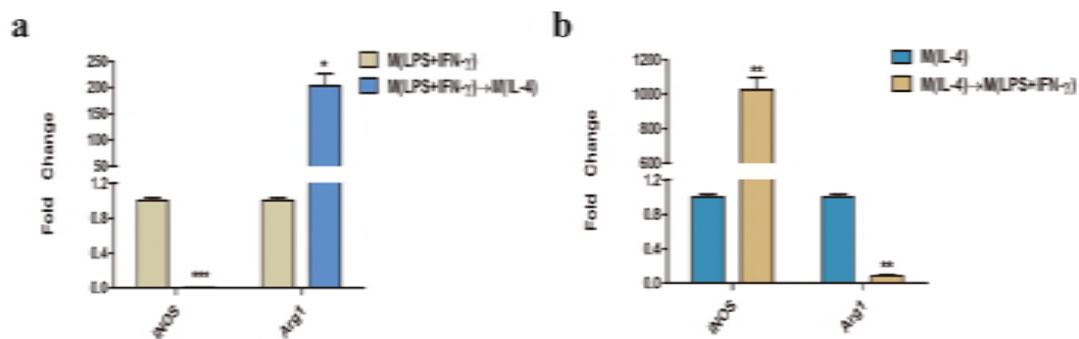 a
M(LPS+IFN-γ)
M(LPS+IFN-γ)→M(IL-4)
Fold Change
250
200
150
100
50
1.2
0.8
0.4
0.0
*
***
iNOS
Arg1
b
M(IL-4)
M(IL-4)→M(LPS+IFN-γ)
Fold Change
1200
1000
800
600
1.2
0.8
0.4
0.0
**
**
iNOS
Arg1